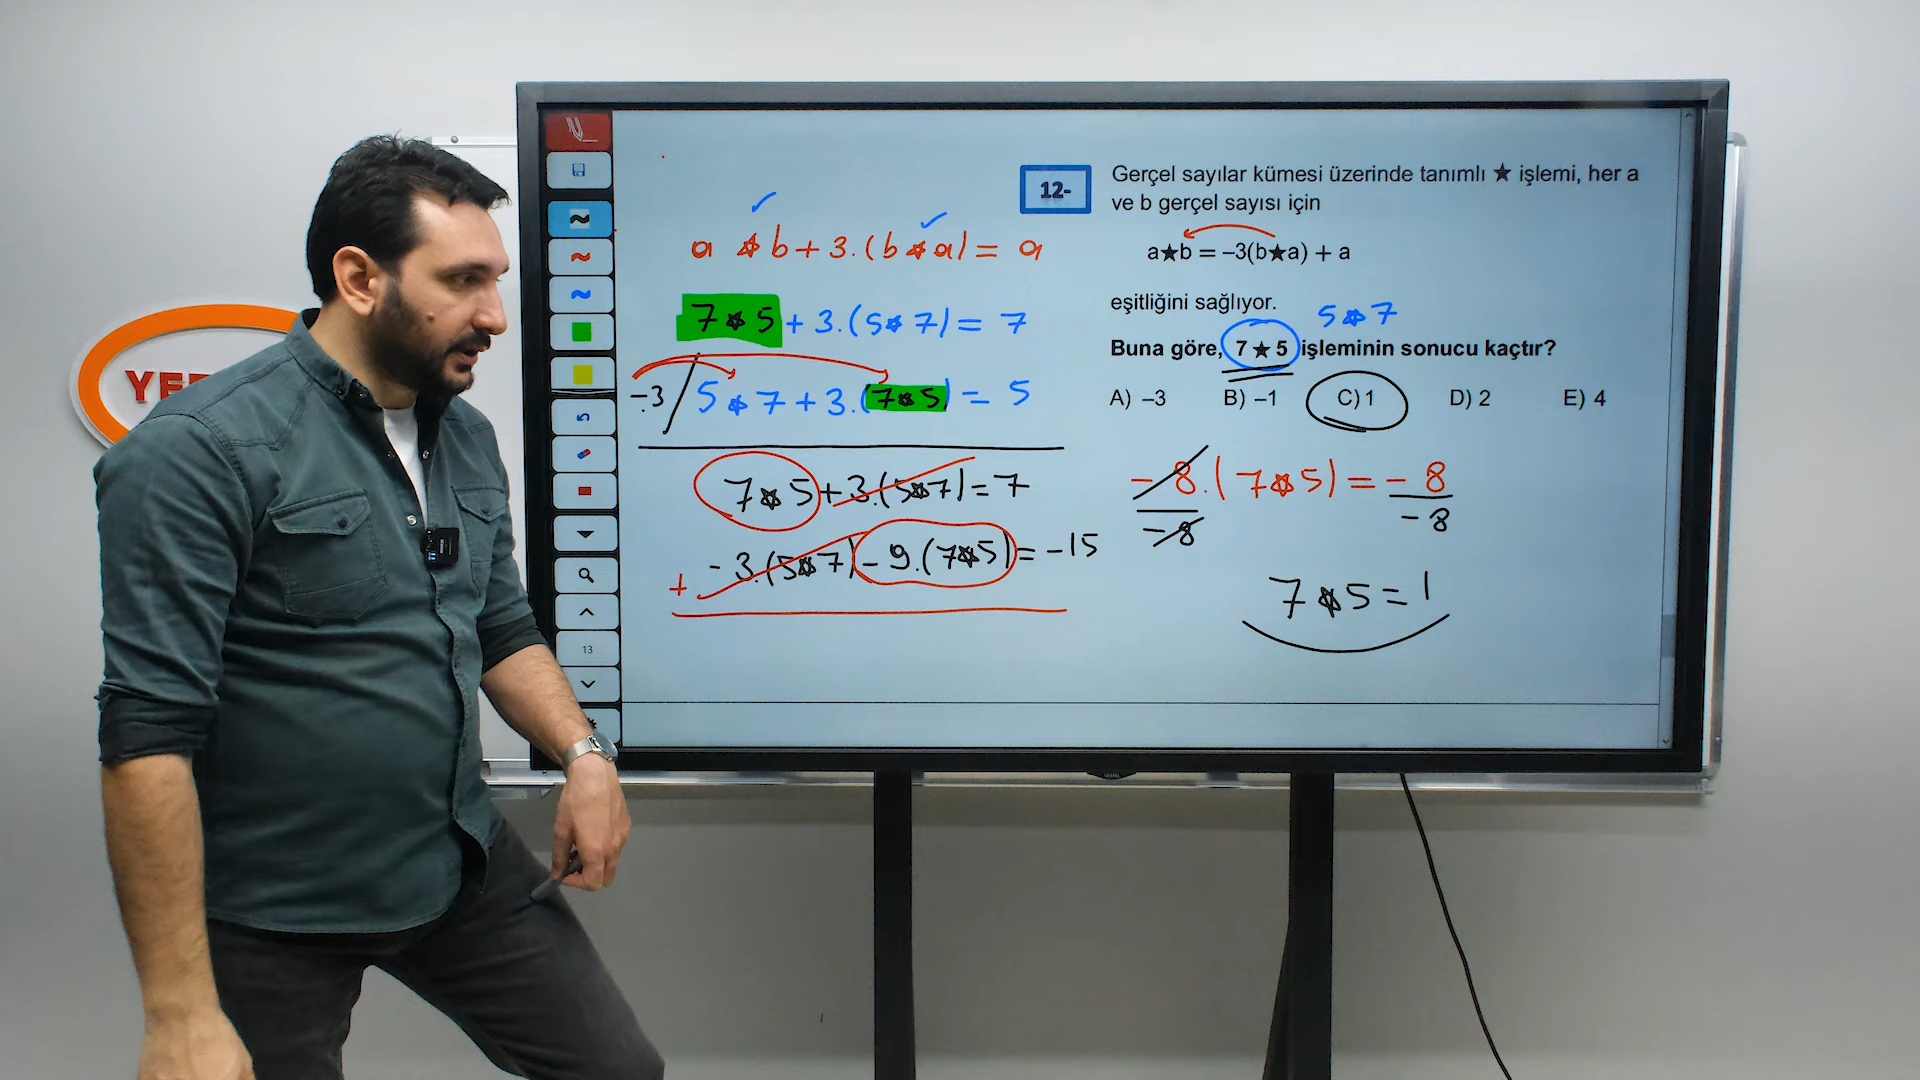 12-
Gerçel sayılar kümesi üzerinde tanımlı ★ işlemi, her a
ve b gerçel sayısı için
a★b = –3(b★a) + a
eşitliğini sağlıyor.
5★7
Buna göre, 7 ★ 5 işleminin sonucu kaçtır?
A) –3 B) –1 C) 1 D) 2 E) 4
a ★ b + 3.(b ★ a) = a
7 ★ 5 + 3.(5★7) = 7
-3/ 5★7 + 3.(7★5) = 5
7★5 + 3.(5★7) = 7
-3.(5★7) - 9.(7★5) = -15
+
-8.(7★5) = -8
-8 -8
7★5 = 1
13